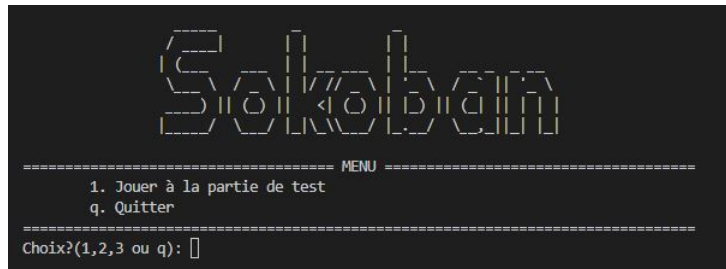 Sokoban
===================================== MENU =====================================
1. Jouer à la partie de test
q. Quitter
================================================================================
Choix?(1,2,3 ou q):